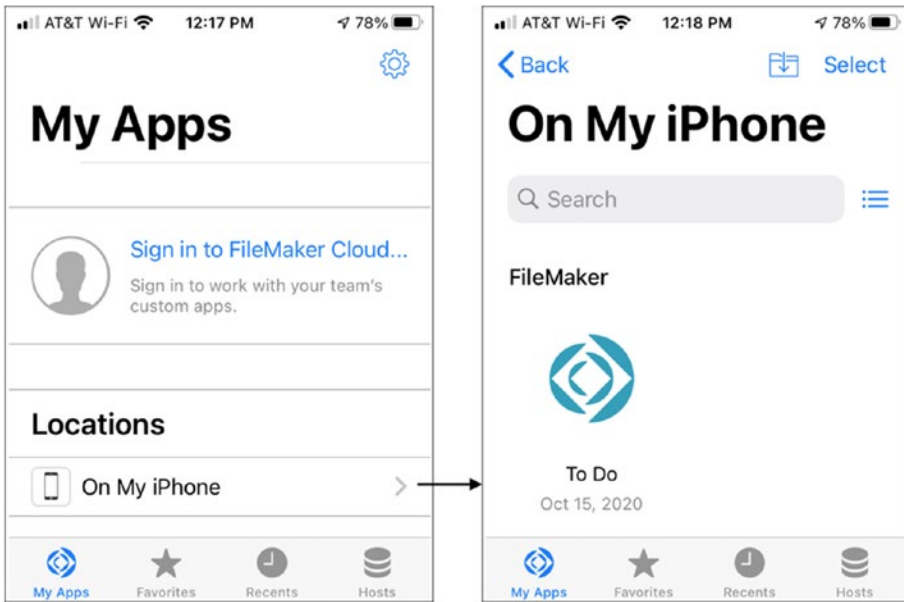 AT&T Wi-Fi 12:17 PM 78%
My Apps
Sign in to FileMaker Cloud...
Sign in to work with your team's
custom apps.
Locations
On My iPhone
My Apps Favorites Recents Hosts
AT&T Wi-Fi 12:18 PM 78%
Back Select
On My iPhone
Search
FileMaker
To Do
Oct 15, 2020
My Apps Favorites Recents Hosts